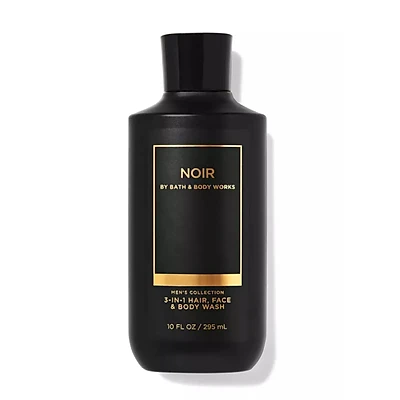 NOIR
BY BATH & BODY WORKS
MEN'S COLLECTION
3-IN-1 HAIR, FACE
& BODY WASH
10 FL OZ / 295 mL